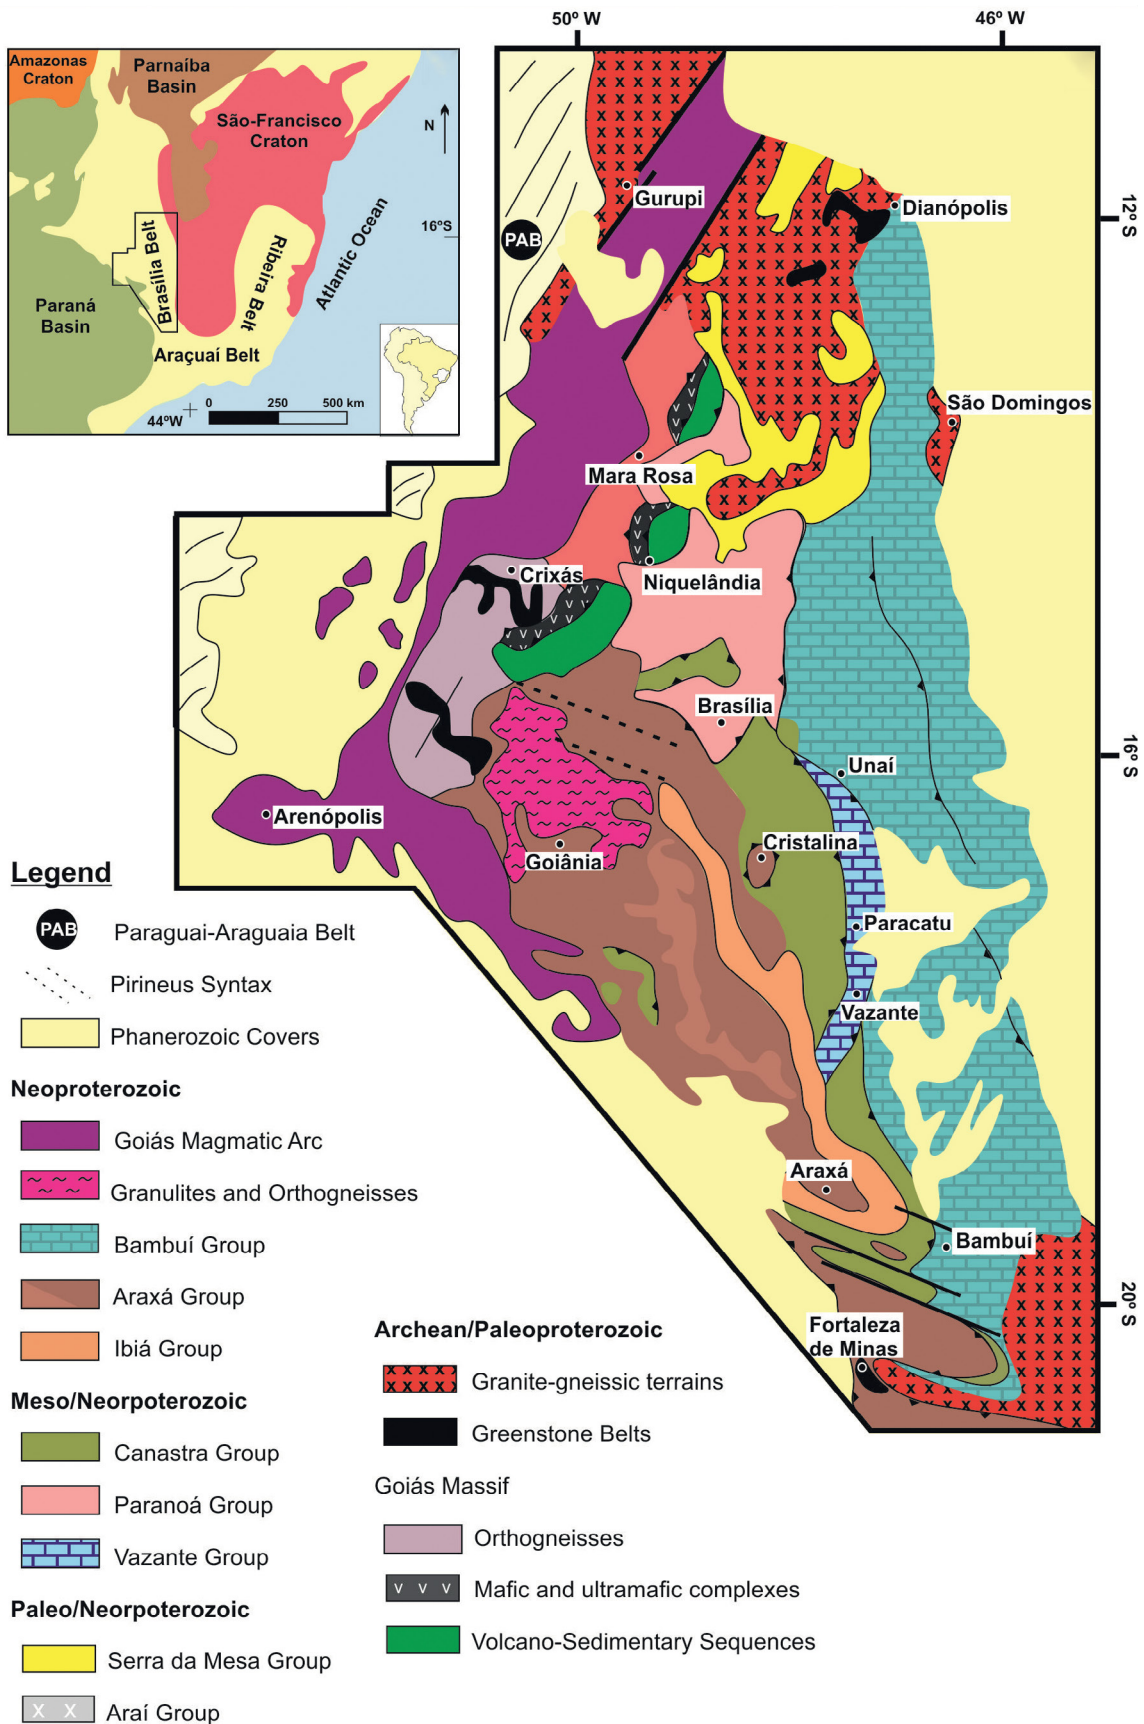 50º W
46º W
Amazonas
Craton
Parnaíba
Basin
São-Francisco
Craton
N
16ºS
Atlantic Ocean
Brasilia Belt
Ribeira Belt
Paraná
Basin
Araçuaí Belt
0 250 500 km
44ºW
Gurupi
PAB
Dianópolis
12º S
São Domingos
Mara Rosa
Crixás
Niquelândia
Brasília
16º S
Unaí
Arenópolis
Goiânia
Cristalina
Paracatu
Vazante
Araxá
Bambuí
20º S
Fortaleza
de Minas
Legend
PAB Paraguai-Araguaia Belt
Pirineus Syntax
Phanerozoic Covers
Neoproterozoic
Goiás Magmatic Arc
Granulites and Orthogneisses
Bambuí Group
Araxá Group
Ibiá Group
Meso/Neorpoterozoic
Canastra Group
Paranoá Group
Vazante Group
Paleo/Neorpoterozoic
Serra da Mesa Group
Araí Group
Archean/Paleoproterozoic
Granite-gneissic terrains
Greenstone Belts
Goiás Massif
Orthogneisses
Mafic and ultramafic complexes
Volcano-Sedimentary Sequences